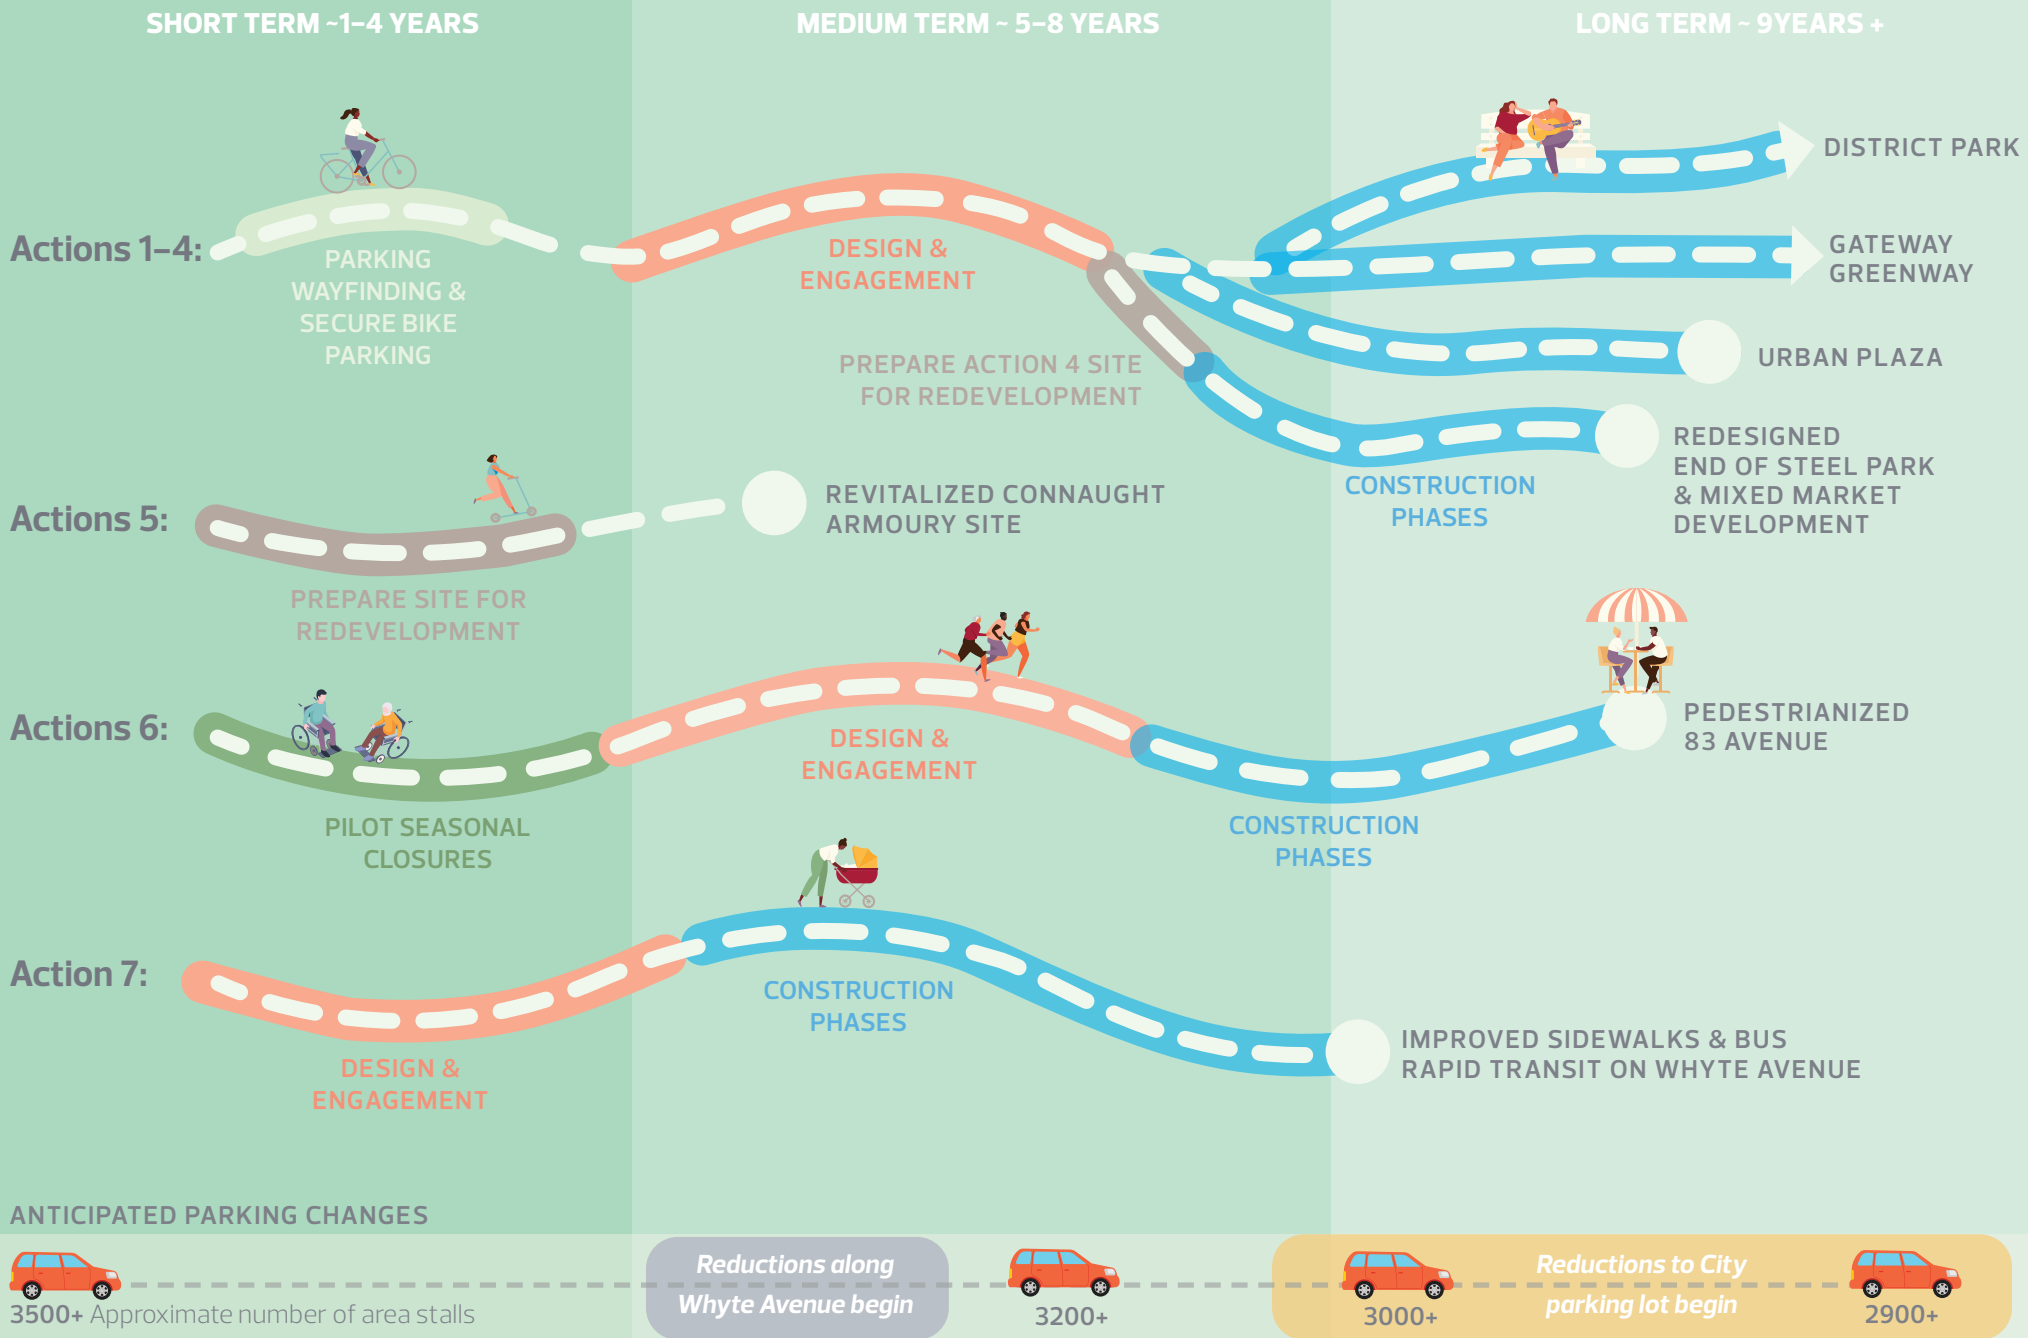 SHORT TERM ~1–4 YEARS
MEDIUM TERM ~ 5–8 YEARS
LONG TERM ~ 9YEARS +
Actions 1–4:
PARKING
WAYFINDING &
SECURE BIKE
PARKING
DESIGN &
ENGAGEMENT
PREPARE ACTION 4 SITE
FOR REDEVELOPMENT
DISTRICT PARK
GATEWAY
GREENWAY
URBAN PLAZA
REDESIGNED
END OF STEEL PARK
& MIXED MARKET
DEVELOPMENT
CONSTRUCTION
PHASES
Actions 5:
PREPARE SITE FOR
REDEVELOPMENT
REVITALIZED CONNAUGHT
ARMOURY SITE
Actions 6:
PILOT SEASONAL
CLOSURES
DESIGN &
ENGAGEMENT
CONSTRUCTION
PHASES
PEDESTRIANIZED
83 AVENUE
Action 7:
DESIGN &
ENGAGEMENT
CONSTRUCTION
PHASES
IMPROVED SIDEWALKS & BUS
RAPID TRANSIT ON WHYTE AVENUE
ANTICIPATED PARKING CHANGES
3500+ Approximate number of area stalls
Reductions along
Whyte Avenue begin
3200+
3000+
Reductions to City
parking lot begin
2900+